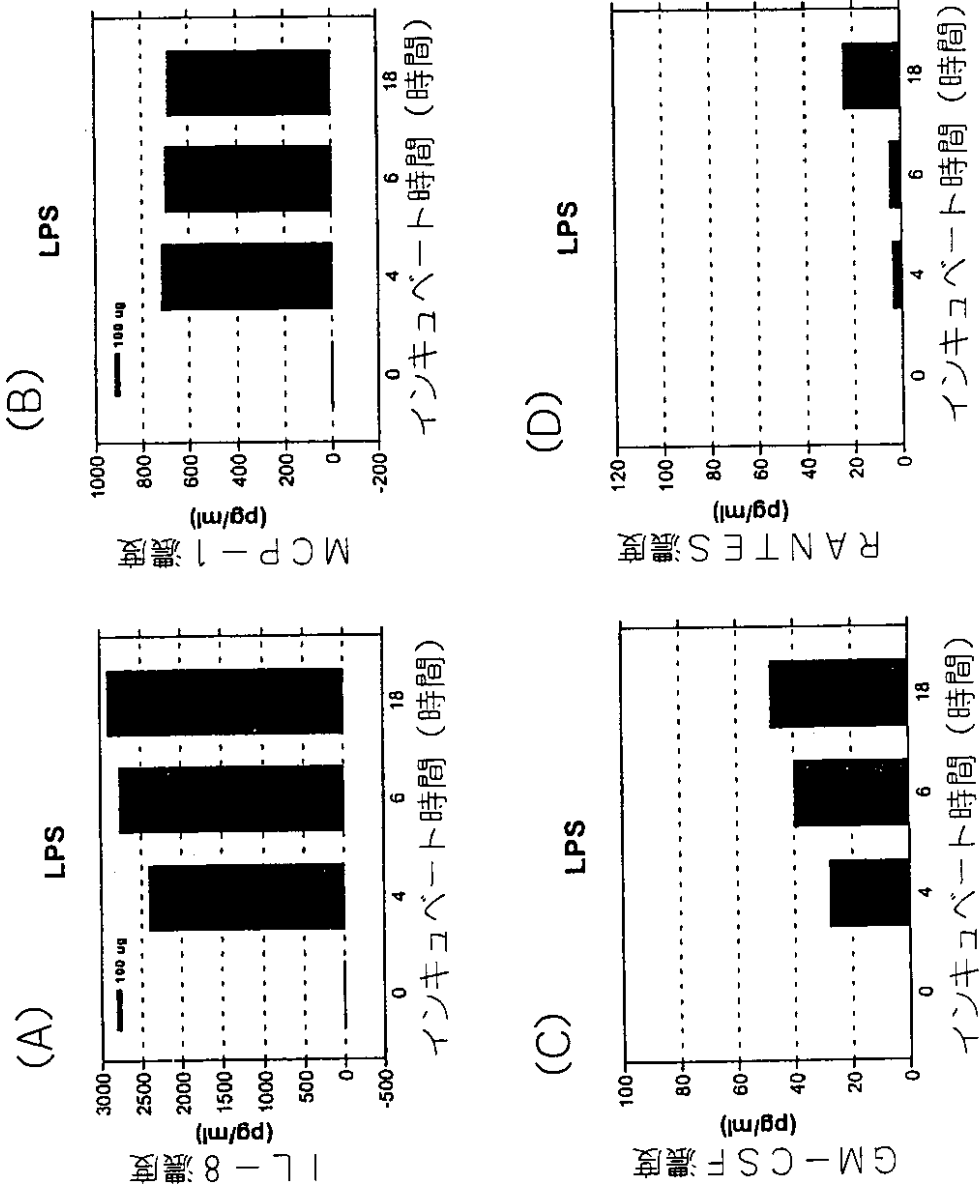 (A)
LPS
100 ug
3000
2500
2000
1500
1000
500
0
-500
(pg/ml)
IL-8濃度
0 4 6 18
インキュベート時間 (時間)
(B)
LPS
100 ug
1000
800
600
400
200
0
-200
(pg/ml)
MCP-1濃度
0 4 6 18
インキュベート時間 (時間)
(C)
LPS
100
80
60
40
20
0
(pg/ml)
GM-CSF濃度
0 4 6 18
インキュベート時間 (時間)
(D)
LPS
120
100
80
60
40
20
0
(pg/ml)
RANTES濃度
0 4 6 18
インキュベート時間 (時間)